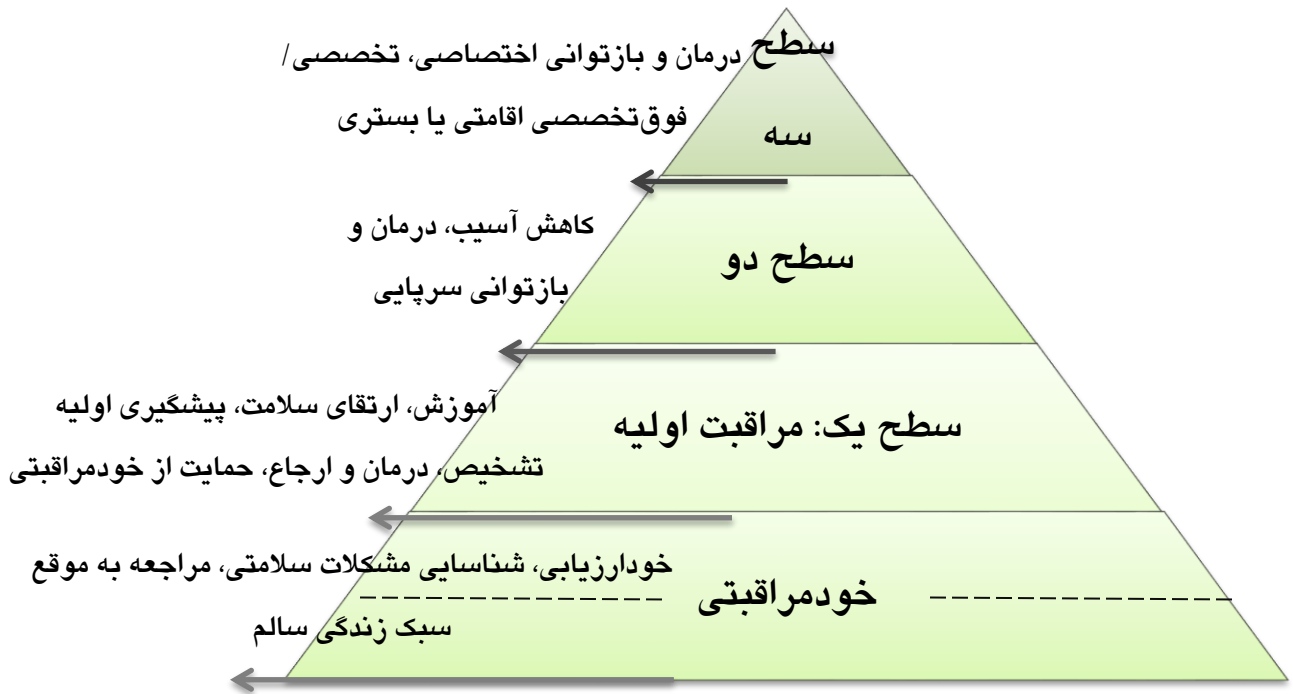 سطح
سه
درمان و بازتوانی اختصاصی، تخصصی/
فوق‌تخصصی اقامتی یا بستری
سطح دو
کاهش آسیب، درمان و
بازتوانی سرپایی
سطح یک: مراقبت اولیه
آموزش، ارتقای سلامت، پیشگیری اولیه
تشخیص، درمان و ارجاع، حمایت از خودمراقبتی
خودمراقبتی
خودارزیابی، شناسایی مشکلات سلامتی، مراجعه به موقع
سبک زندگی سالم